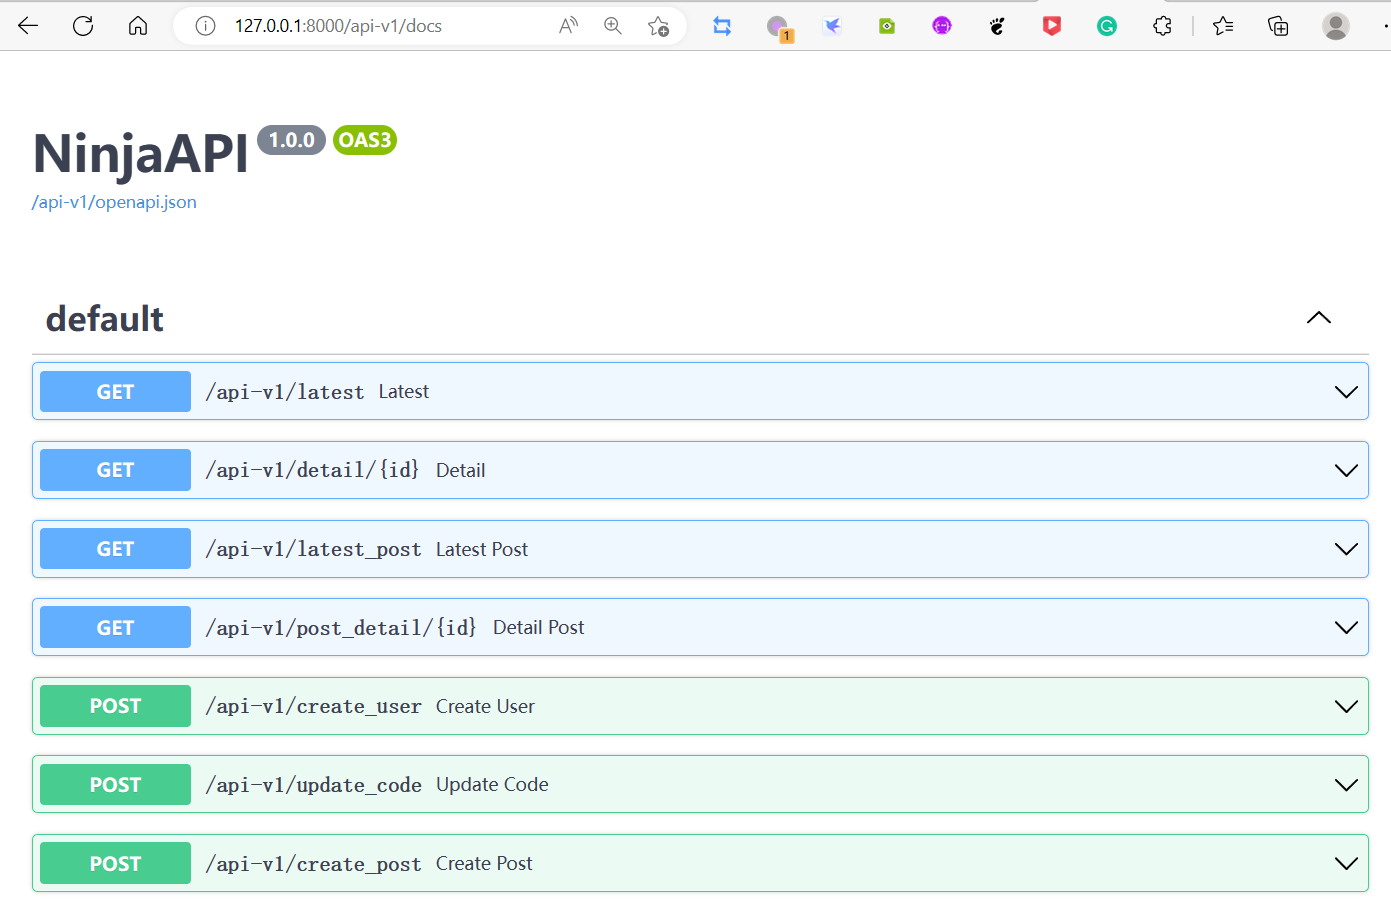 127.0.0.1:8000/api-v1/docs
1
NinjaAPI 1.0.0 OAS3
/api-v1/openapi.json
default
GET /api-v1/latest Latest
GET /api-v1/detail/{id} Detail
GET /api-v1/latest_post Latest Post
GET /api-v1/post_detail/{id} Detail Post
POST /api-v1/create_user Create User
POST /api-v1/update_code Update Code
POST /api-v1/create_post Create Post